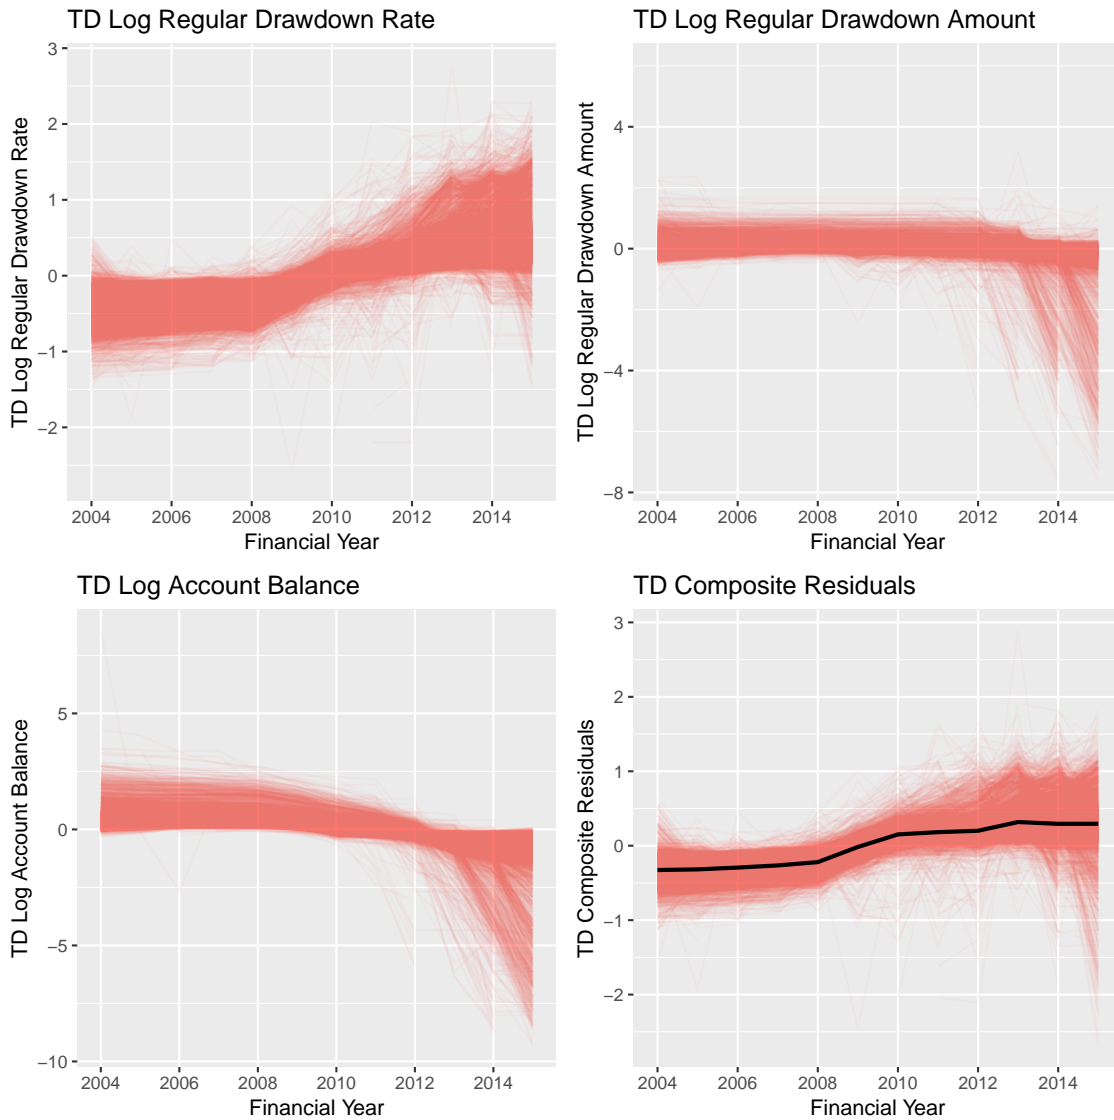 TD Log Regular Drawdown Rate
TD Log Regular Drawdown Rate
3
2
1
0
−1
−2
2004 2006 2008 2010 2012 2014
Financial Year
TD Log Regular Drawdown Amount
TD Log Regular Drawdown Amount
4
0
−4
−8
2004 2006 2008 2010 2012 2014
Financial Year
TD Log Account Balance
TD Log Account Balance
5
0
−5
−10
2004 2006 2008 2010 2012 2014
Financial Year
TD Composite Residuals
TD Composite Residuals
3
2
1
0
−1
−2
2004 2006 2008 2010 2012 2014
Financial Year